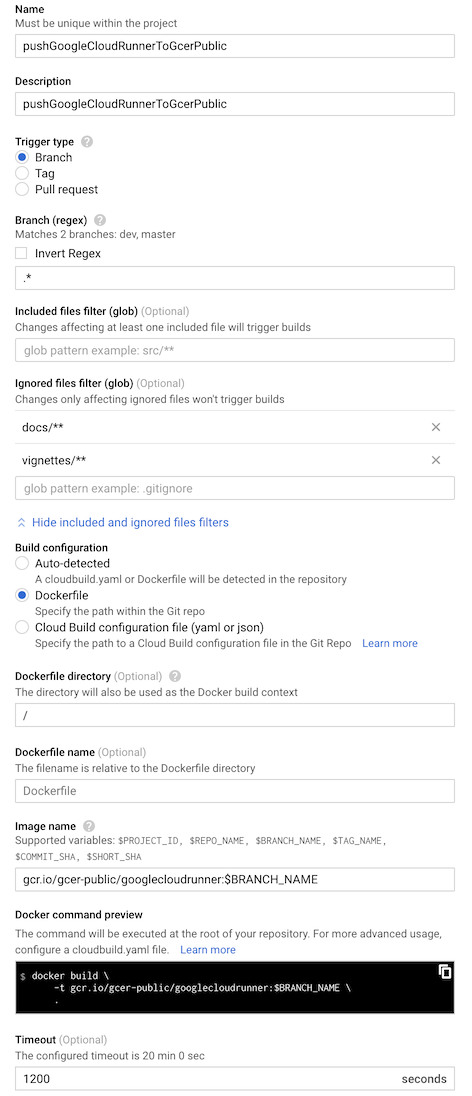 Name
Must be unique within the project
pushGoogleCloudRunnerToGcerPublic
Description
pushGoogleCloudRunnerToGcerPublic
Trigger type ?
Branch
Tag
Pull request
Branch (regex) ?
Matches 2 branches: dev, master
Invert Regex
.*
Included files filter (glob) (Optional)
Changes affecting at least one included file will trigger builds
glob pattern example: src/**
Ignored files filter (glob) (Optional)
Changes only affecting ignored files won't trigger builds
docs/**
vignettes/**
glob pattern example: .gitignore
Hide included and ignored files filters
Build configuration
Auto-detected
A cloudbuild.yaml or Dockerfile will be detected in the repository
Dockerfile
Specify the path within the Git repo
Cloud Build configuration file (yaml or json)
Specify the path to a Cloud Build configuration file in the Git Repo Learn more
Dockerfile directory (Optional) ?
The directory will also be used as the Docker build context
/
Dockerfile name (Optional)
The filename is relative to the Dockerfile directory
Dockerfile
Image name ?
Supported variables: $PROJECT_ID, $REPO_NAME, $BRANCH_NAME, $TAG_NAME,
$COMMIT_SHA, $SHORT_SHA
gcr.io/gcer-public/googlecloudrunner:$BRANCH_NAME
Docker command preview
The command will be executed at the root of your repository. For more advanced usage,
configure a cloudbuild.yaml file. Learn more
$ docker build \
-t gcr.io/gcer-public/googlecloudrunner:$BRANCH_NAME \
.
Timeout (Optional)
The configured timeout is 20 min 0 sec
1200 seconds